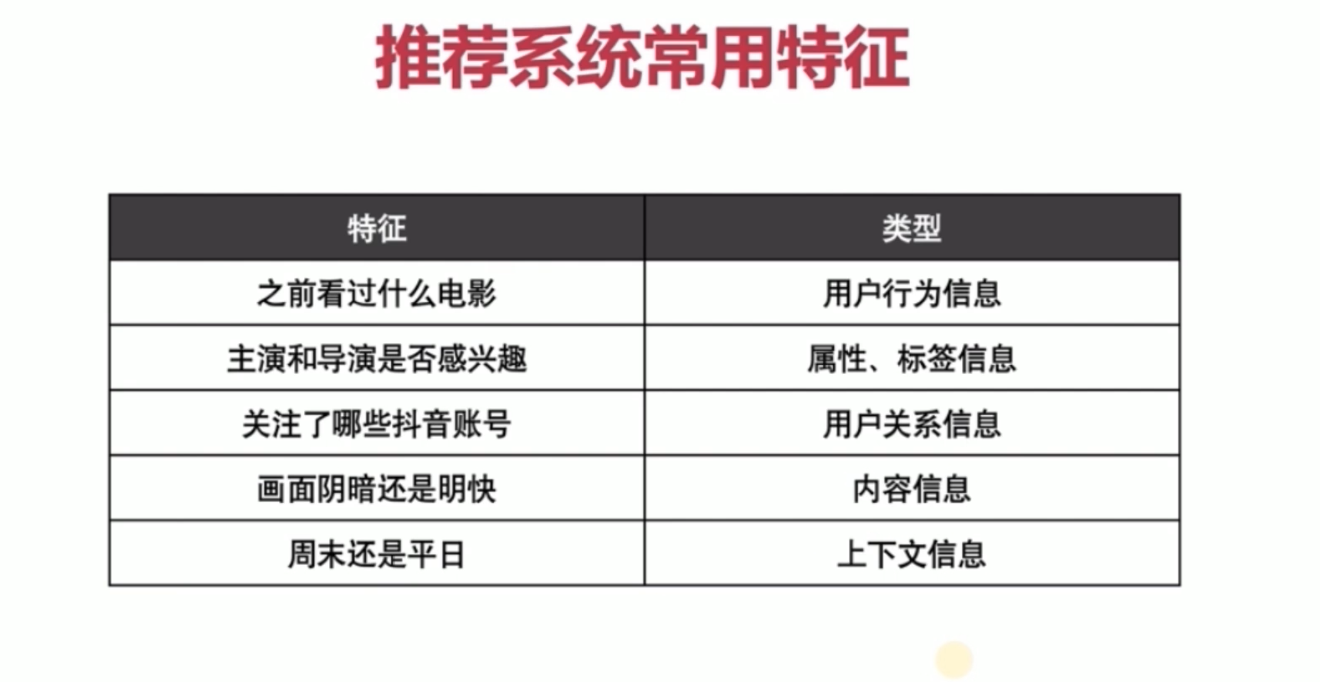 推荐系统常用特征
特征 类型
之前看过什么电影 用户行为信息
主演和导演是否感兴趣 属性、标签信息
关注了哪些抖音账号 用户关系信息
画面阴暗还是明快 内容信息
周末还是平日 上下文信息